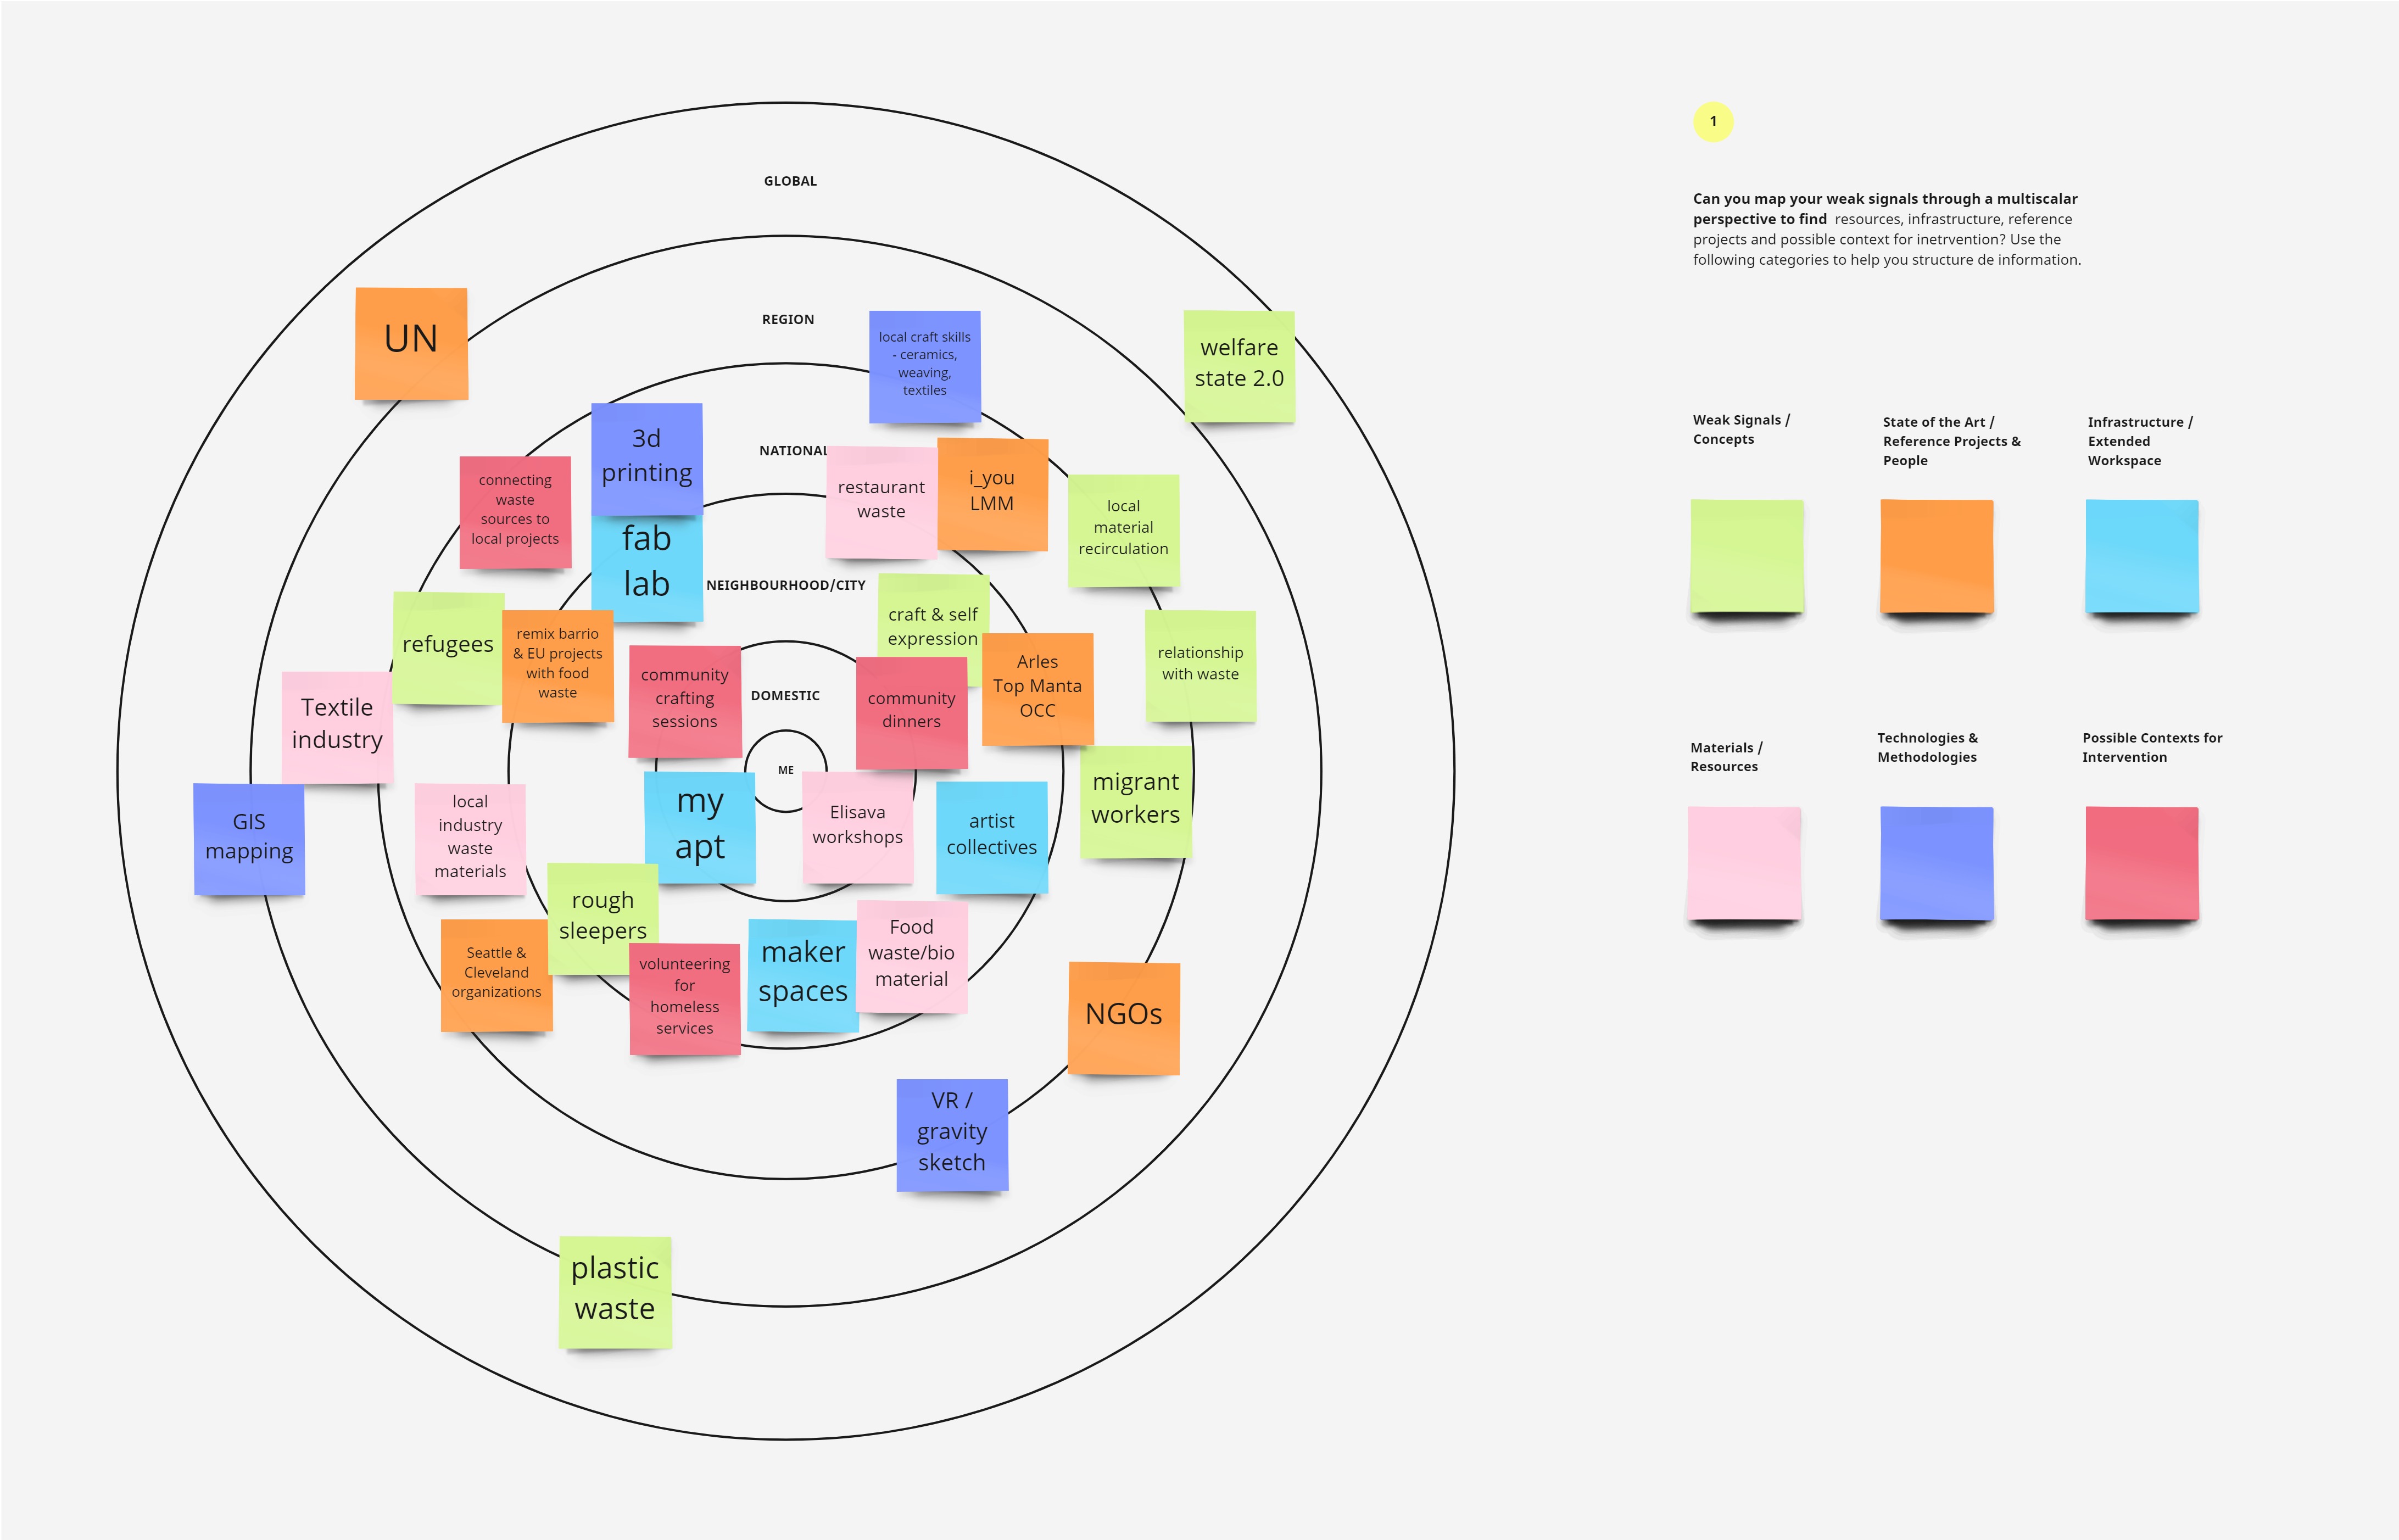 GLOBAL
REGION
NATIONAL
NEIGHBOURHOOD/CITY
DOMESTIC
ME
UN
welfare
state 2.0
local craft skills
- ceramics,
weaving,
textiles
3d
printing
connecting
waste
sources to
local projects
restaurant
waste
i_you
LMM
local
material
recirculation
fab
lab
refugees
remix barrio
& EU projects
with food
waste
craft & self
expression
Arles
Top Manta
OCC
relationship
with waste
community
crafting
sessions
community
dinners
Textile
industry
GIS
mapping
local
industry
waste
materials
my
apt
Elisava
workshops
artist
collectives
migrant
workers
rough
sleepers
Seattle &
Cleveland
organizations
volunteering
for
homeless
services
maker
spaces
Food
waste/bio
material
NGOs
VR /
gravity
sketch
plastic
waste
1
Can you map your weak signals through a multiscalar
perspective to find resources, infrastructure, reference
projects and possible context for inetrvention? Use the
following categories to help you structure de information.
Weak Signals /
Concepts
State of the Art /
Reference Projects &
People
Infrastructure /
Extended
Workspace
Materials /
Resources
Technologies &
Methodologies
Possible Contexts for
Intervention